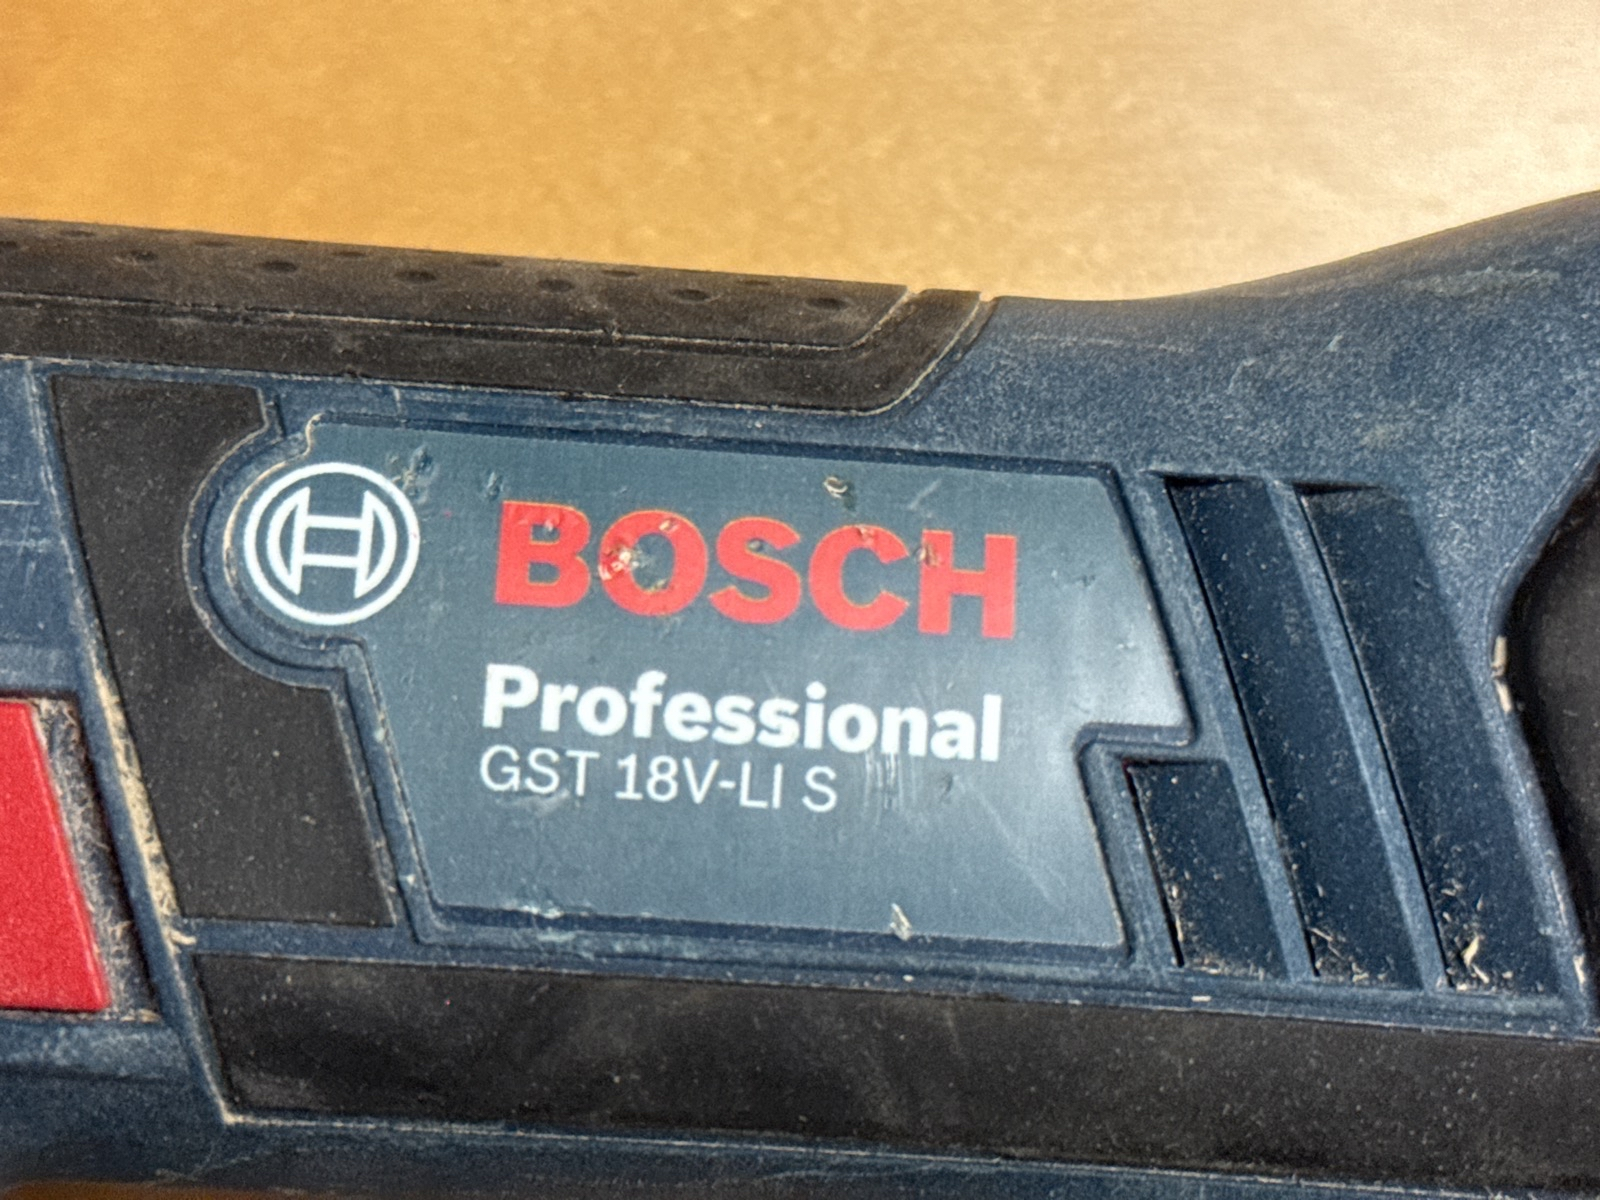 BOSCH
Professional
GST 18V-LI S